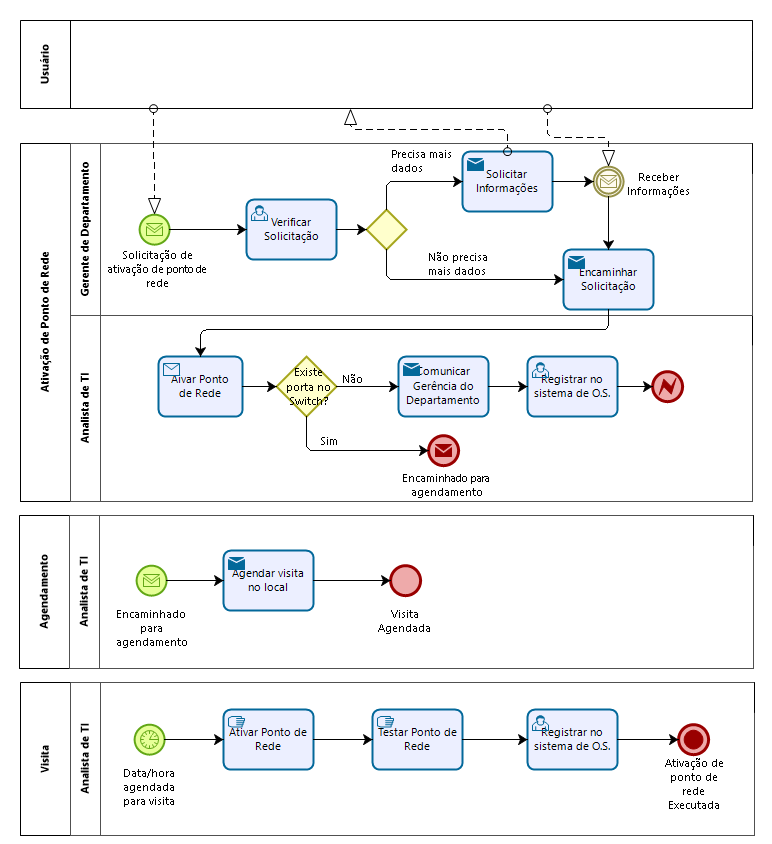 Usuário
Ativação de Ponto de Rede
Gerente de Departamento
Solicitação de
ativação de ponto de
rede
Verificar
Solicitação
Precisa mais
dados
Solicitar
Informações
Receber
Informações
Não precisa
mais dados
Encaminhar
Solicitação
Analista de TI
Aivar Ponto
de Rede
Existe
porta no
Switch?
Não
Comunicar
Gerência do
Departamento
Registrar no
sistema de O.S.
Sim
Encaminhado para
agendamento
Agendamento
Analista de TI
Encaminhado
para
agendamento
Agendar visita
no local
Visita
Agendada
Visita
Analista de TI
Data/hora
agendada
para visita
Ativar Ponto de
Rede
Testar Ponto de
Rede
Registrar no
sistema de O.S.
Ativação de
ponto de
rede
Executada